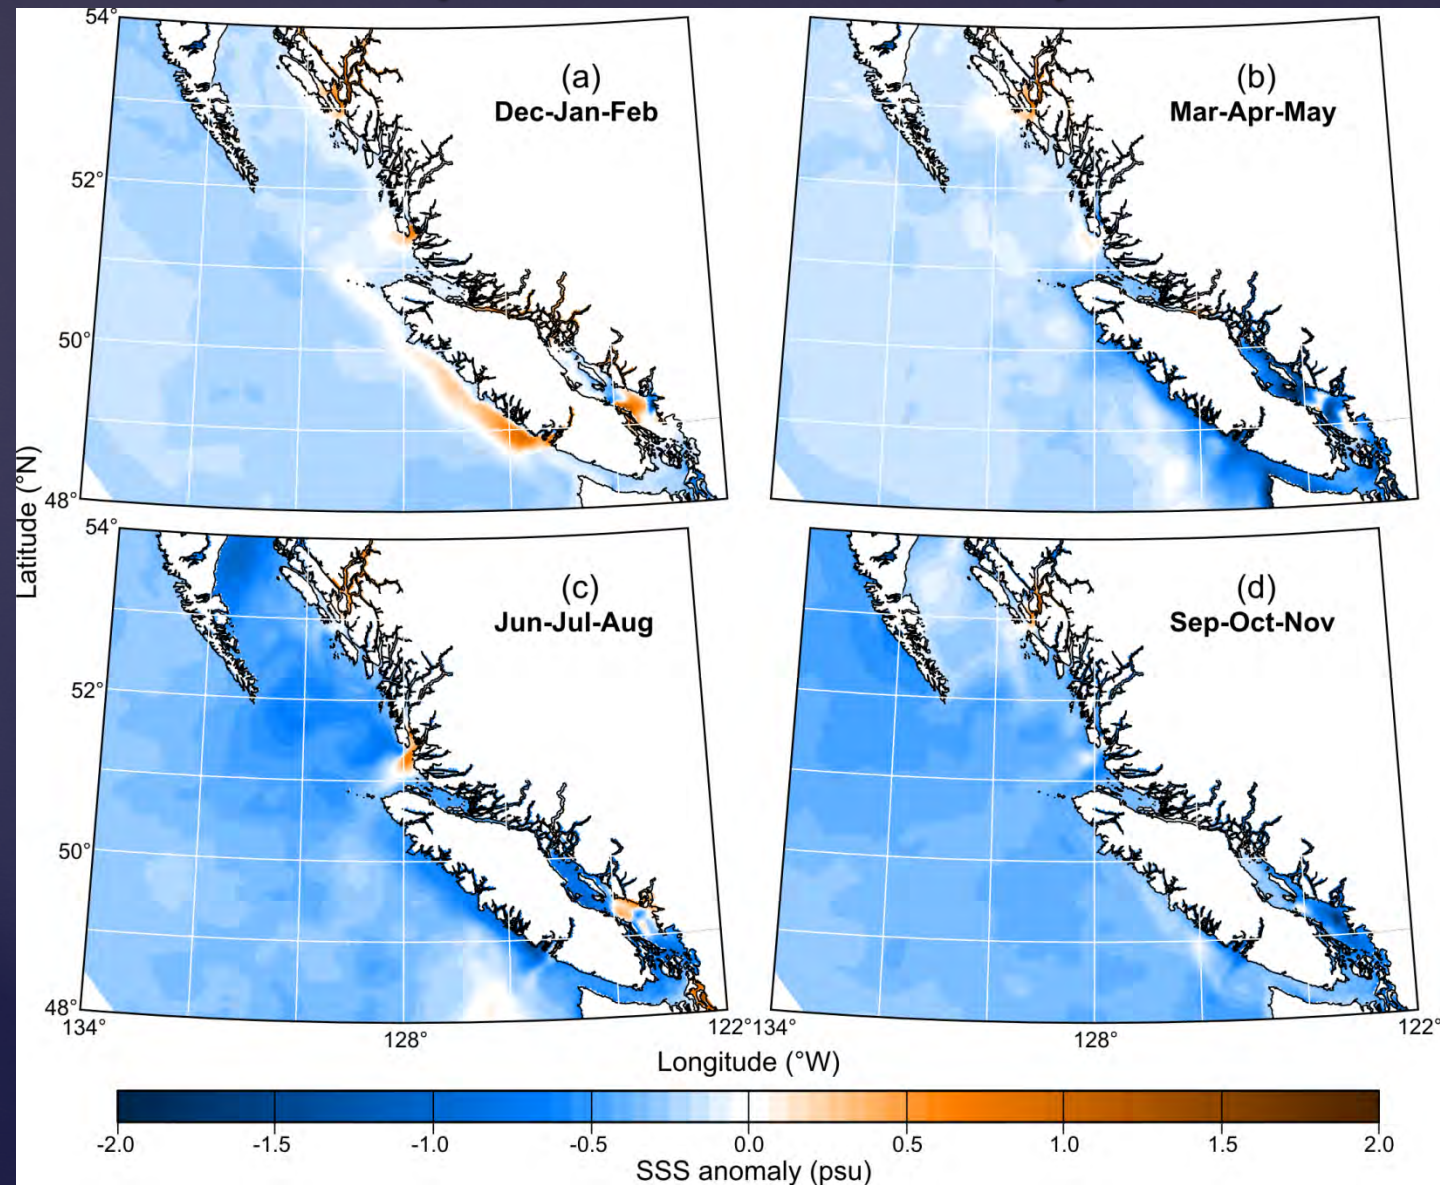 54°
(a)
Dec-Jan-Feb
(b)
Mar-Apr-May
52°
50°
48°
Latitude (°N)
54°
(c)
Jun-Jul-Aug
(d)
Sep-Oct-Nov
52°
50°
48°
134°
128°
122°
134°
128°
122°
Longitude (°W)
-2.0 -1.5 -1.0 -0.5 0.0 0.5 1.0 1.5 2.0
SSS anomaly (psu)